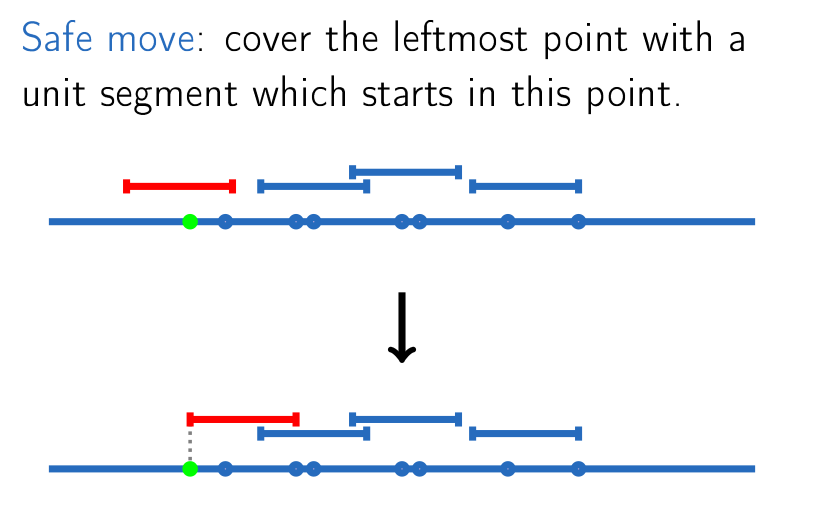 Safe move: cover the leftmost point with a
unit segment which starts in this point.